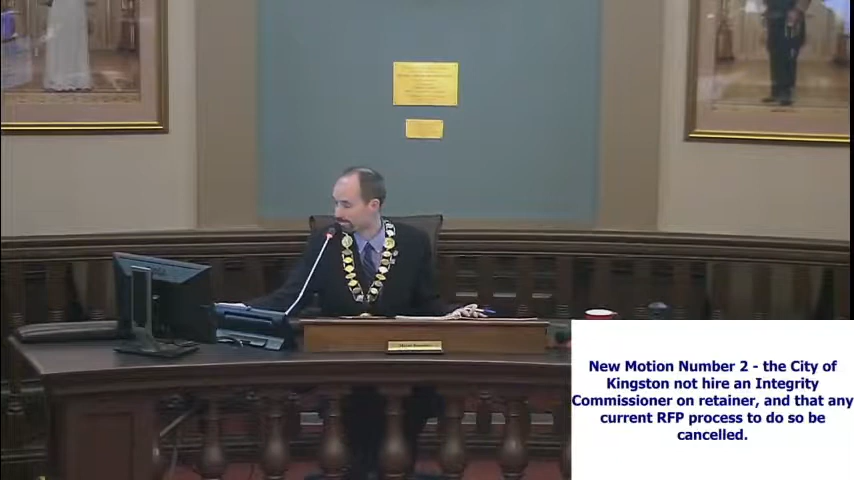 New Motion Number 2 - the City of
Kingston not hire an Integrity
Commissioner on retainer, and that any
current RFP process to do so be
cancelled.